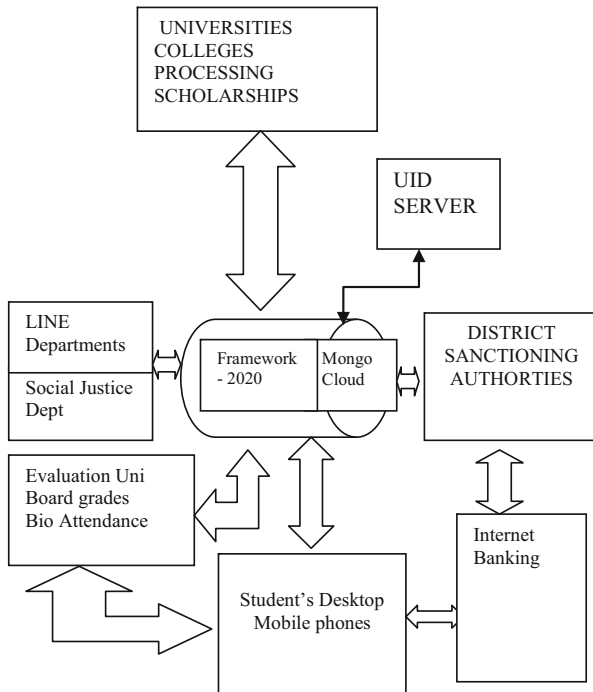 UNIVERSITIES
COLLEGES
PROCESSING
SCHOLARSHIPS
UID
SERVER
LINE
Departments
Social Justice
Dept
Framework
- 2020
Mongo
Cloud
DISTRICT
SANCTIONING
AUTHORTIES
Evaluation Uni
Board grades
Bio Attendance
Student's Desktop
Mobile phones
Internet
Banking